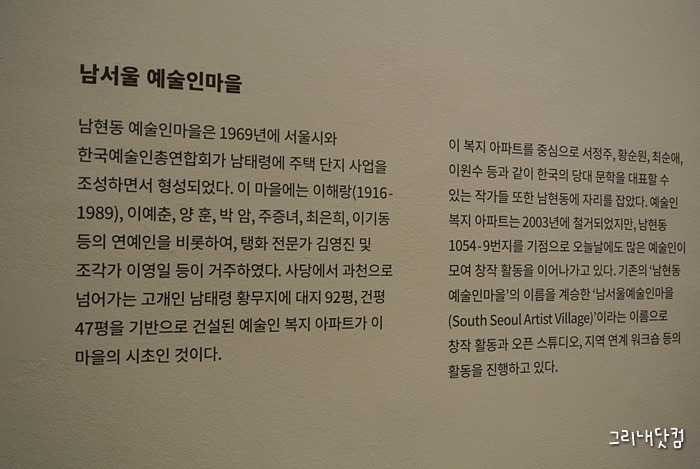 남서울 예술인마을
남현동 예술인마을은 1969년에 서울시와
한국예술인총연합회가 남태령에 주택 단지 사업을
조성하면서 형성되었다. 이 마을에는 이해랑(1916-
1989), 이예춘, 양 훈, 박 암, 주증녀, 최은희, 이기동
등의 연예인을 비롯하여, 탱화 전문가 김영진 및
조각가 이영일 등이 거주하였다. 사당에서 과천으로
넘어가는 고개인 남태령 황무지에 대지 92평, 건평
47평을 기반으로 건설된 예술인 복지 아파트가 이
마을의 시초인 것이다.
이 복지 아파트를 중심으로 서정주, 황순원, 최순애,
이원수 등과 같이 한국의 당대 문학을 대표할 수
있는 작가들 또한 남현동에 자리를 잡았다. 예술인
복지 아파트는 2003년에 철거되었지만, 남현동
1054-9번지를 기점으로 오늘날에도 많은 예술인이
모여 창작 활동을 이어나가고 있다. 기존의 '남현동
예술인마을'의 이름을 계승한 '남서울예술인마을
(South Seoul Artist Village)'이라는 이름으로
창작 활동과 오픈 스튜디오, 지역 연계 워크숍 등의
활동을 진행하고 있다.
그리내닷컴